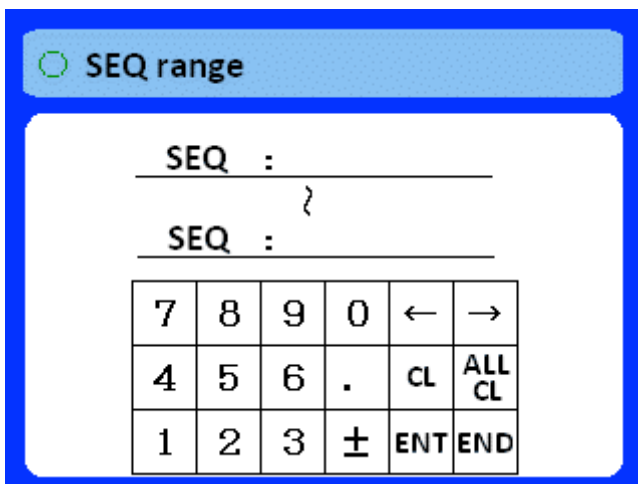 SEQ range
SEQ :
~
SEQ :
7 8 9 0 ← →
4 5 6 . CL ALL CL
1 2 3 ± ENT END